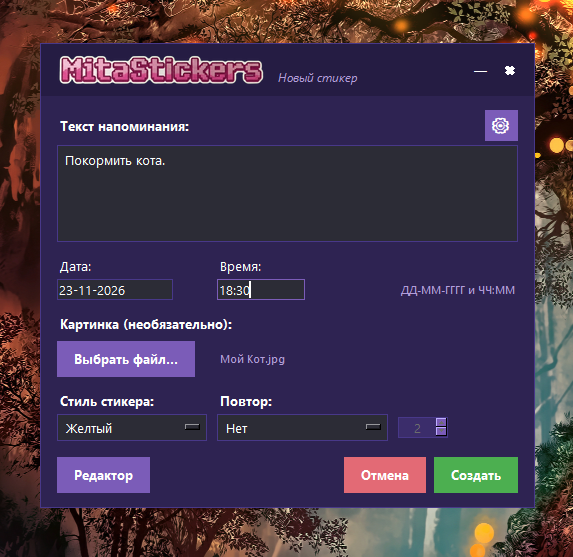 MitaStickers Новый стикер
Текст напоминания:
Покормить кота.
Дата: Время:
23-11-2026 18:30 ДД-ММ-ГГГГ и ЧЧ:ММ
Картинка (необязательно):
Выбрать файл... Мой Кот.jpg
Стиль стикера: Повтор:
Желтый Нет 2
Редактор Отмена Создать